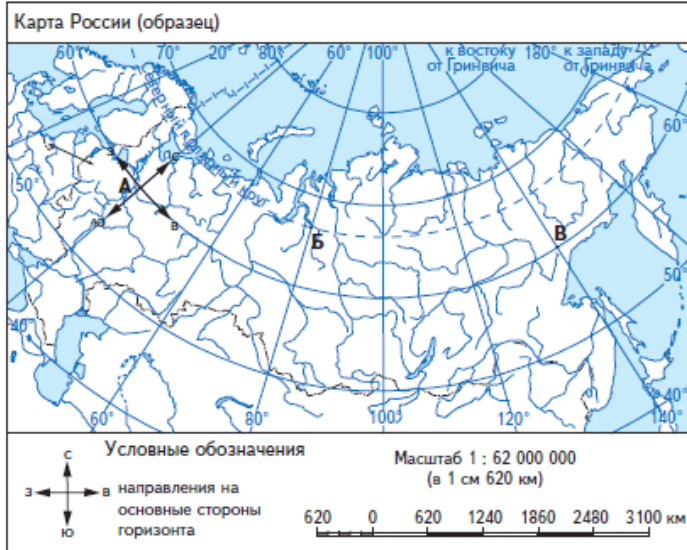 Карта России (образец)
60° 70° 20° 60° 100° к востоку 180° к западу
от Гринвича от Гринвича
Северный полярный круг
60°
50°
З С
А
Ю В
Б
В
50°
40°
40°
60° 80° 100° 120° 140°
Условные обозначения
С
З В
Ю
направления на
основные стороны
горизонта
Масштаб 1 : 62 000 000
(в 1 см 620 км)
620 0 620 1240 1860 2480 3100 км